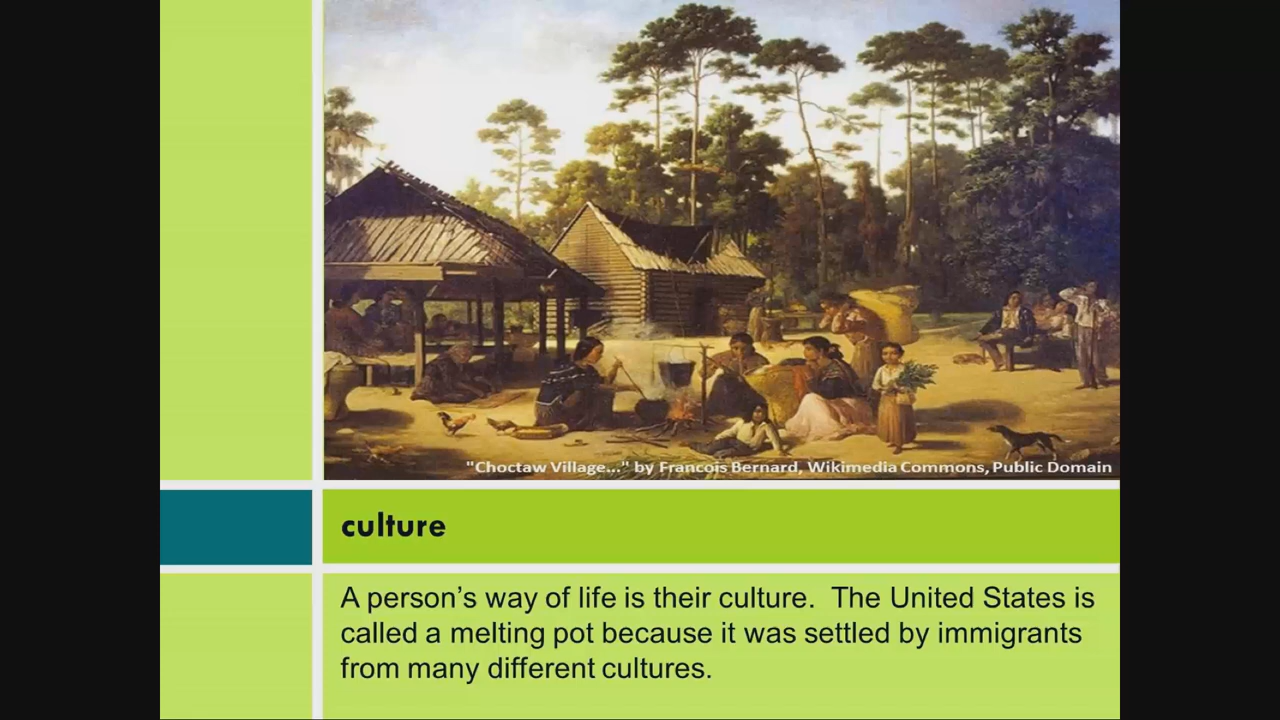 "Choctaw Village..." by Francois Bernard, Wikimedia Commons, Public Domain
culture
A person’s way of life is their culture.  The United States is
called a melting pot because it was settled by immigrants
from many different cultures.